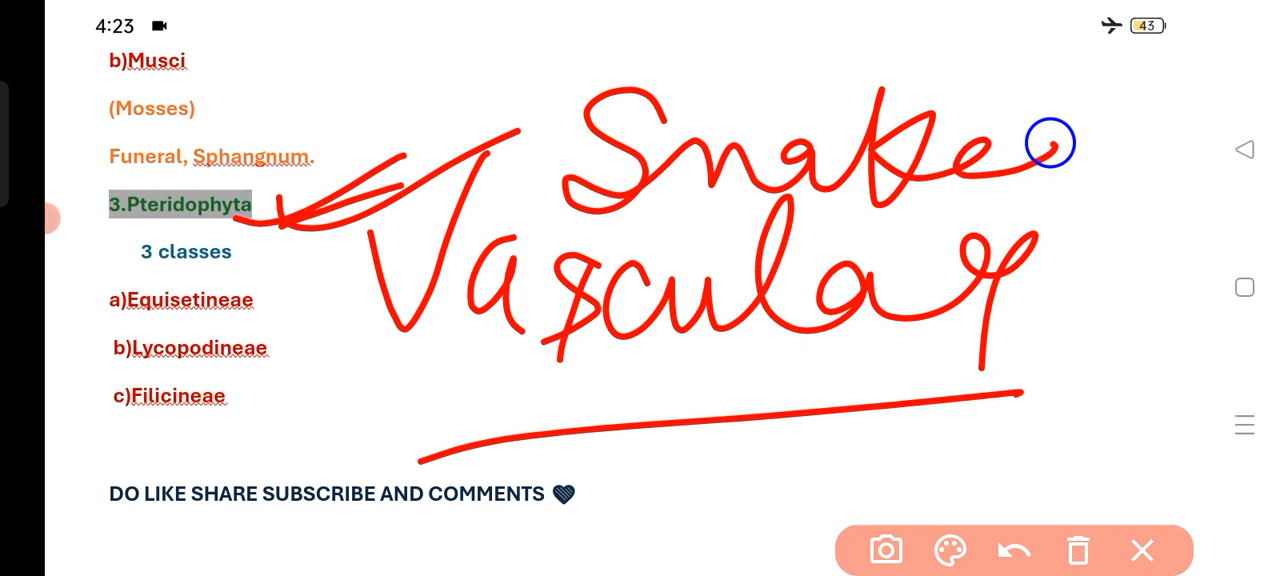 4:23
43
b)Musci
(Mosses)
Funeral, Sphangnum.
Snake
3.Pteridophyta
Vascular
3 classes
a)Equisetineae
b)Lycopodineae
c)Filicineae
DO LIKE SHARE SUBSCRIBE AND COMMENTS